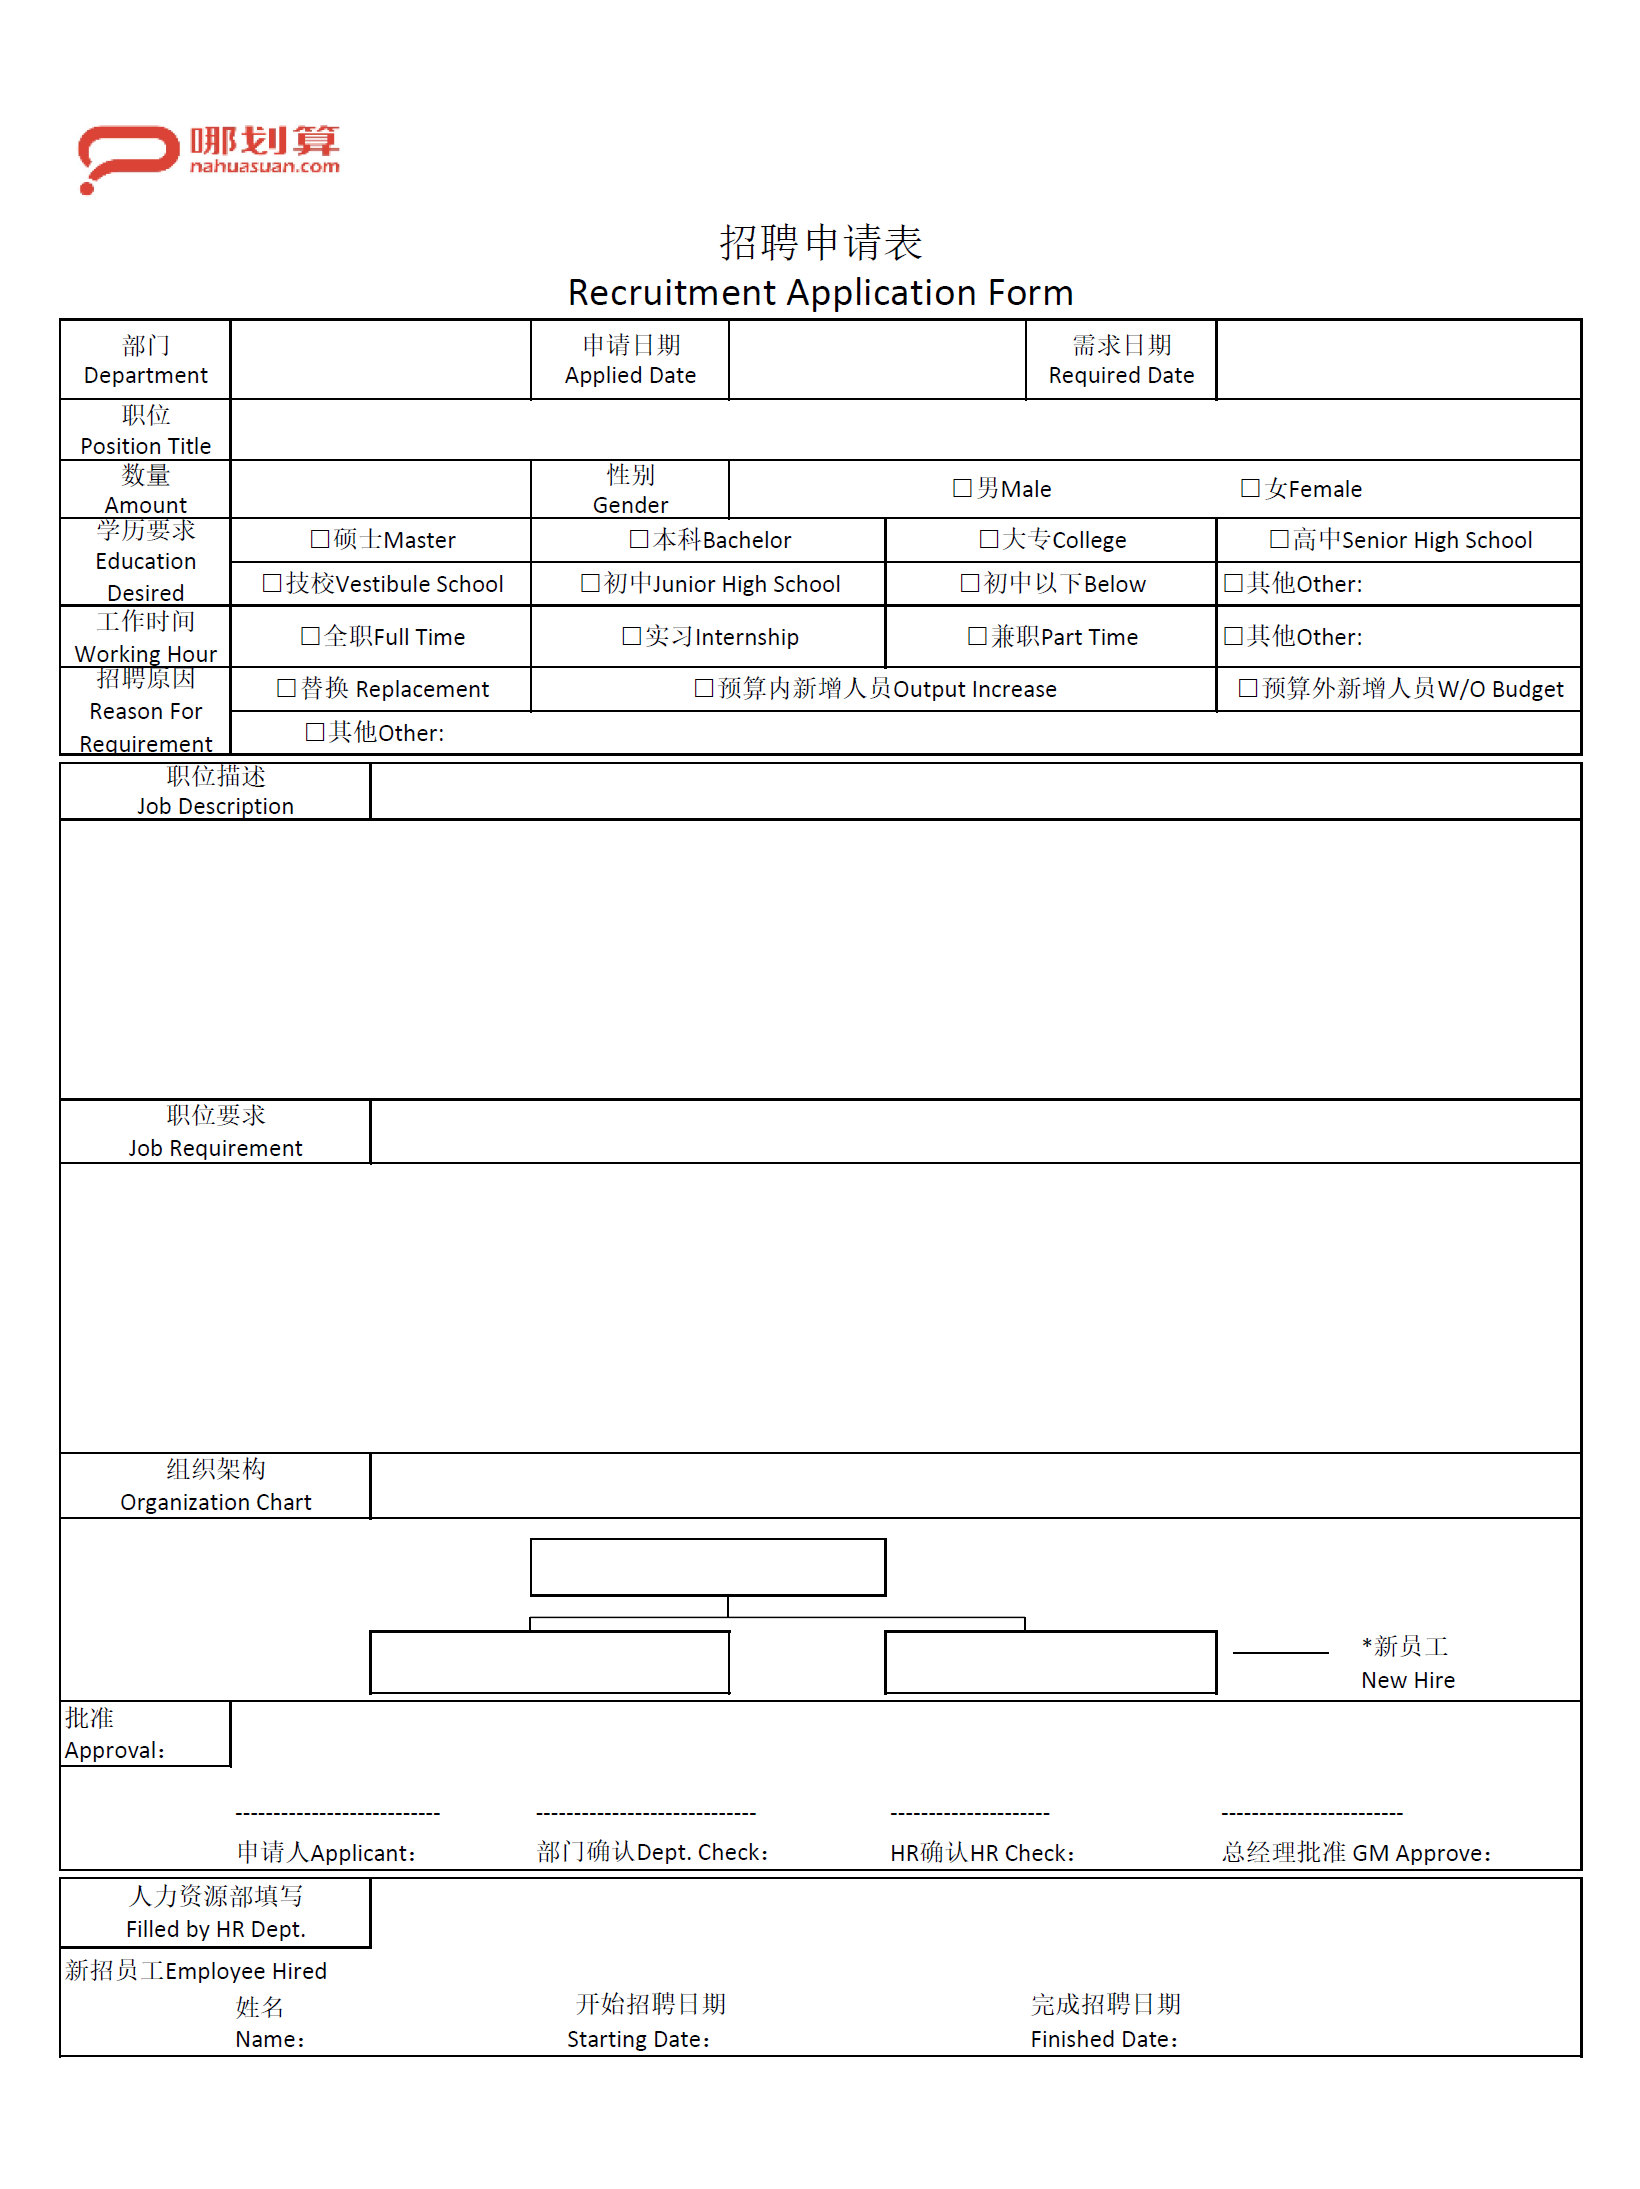 哪划算
nahuasuan.com
招聘申请表
Recruitment Application Form
部门
Department
申请日期
Applied Date
需求日期
Required Date
职位
Position Title
数量
Amount
性别
Gender
□男Male
□女Female
学历要求
Education
Desired
□硕士Master
□本科Bachelor
□大专College
□高中Senior High School
□技校Vestibule School
□初中Junior High School
□初中以下Below
□其他Other:
工作时间
Working Hour
□全职Full Time
□实习Internship
□兼职Part Time
□其他Other:
招聘原因
Reason For
Requirement
□替换 Replacement
□预算内新增人员Output Increase
□预算外新增人员W/O Budget
□其他Other:
职位描述
Job Description
职位要求
Job Requirement
组织架构
Organization Chart
*新员工
New Hire
批准
Approval：
申请人Applicant：
部门确认Dept. Check：
HR确认HR Check：
总经理批准 GM Approve：
人力资源部填写
Filled by HR Dept.
新招员工Employee Hired
姓名
Name：
开始招聘日期
Starting Date：
完成招聘日期
Finished Date：